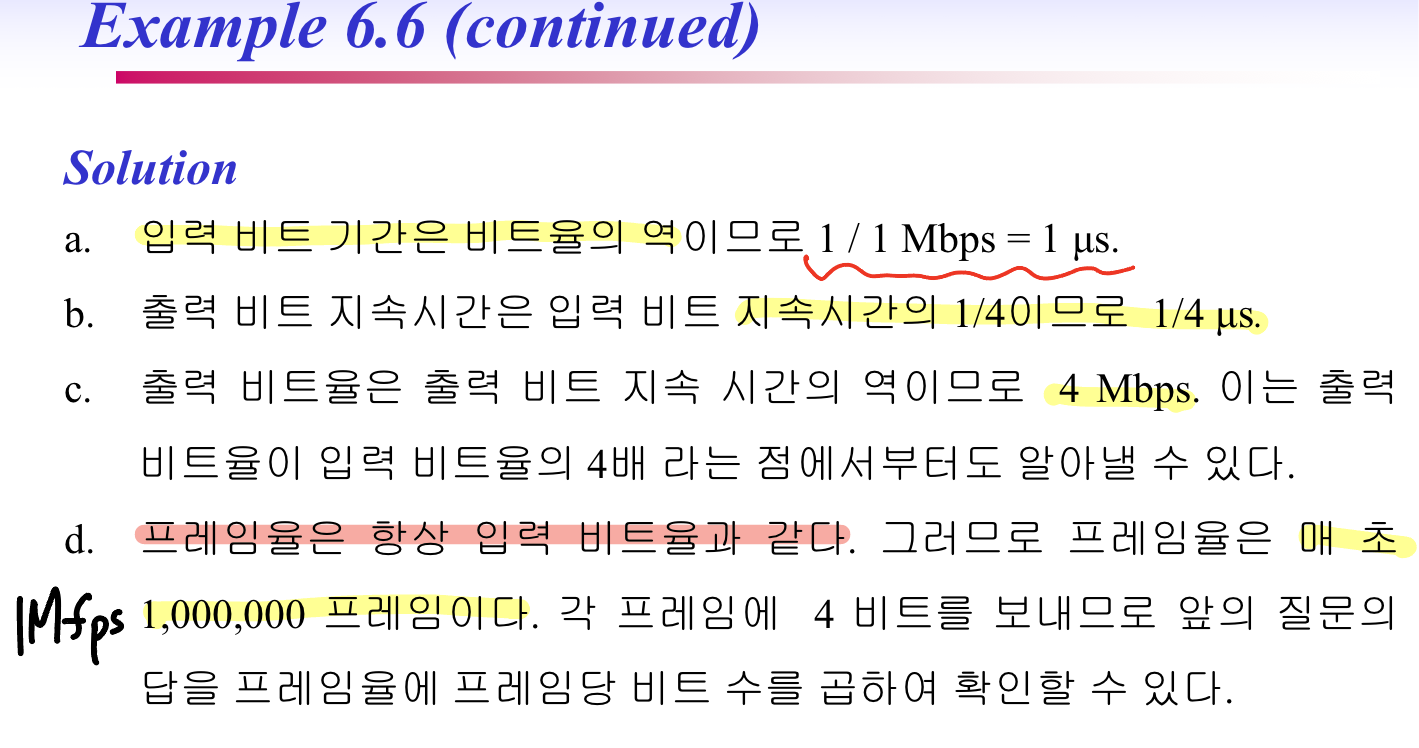 Example 6.6 (continued)
Solution
a. 입력 비트 기간은 비트율의 역이므로 1 / 1 Mbps = 1 μs.
b. 출력 비트 지속시간은 입력 비트 지속시간의 1/4이므로 1/4 μs.
c. 출력 비트율은 출력 비트 지속 시간의 역이므로 4 Mbps. 이는 출력
비트율이 입력 비트율의 4배 라는 점에서부터도 알아낼 수 있다.
d. 프레임율은 항상 입력 비트율과 같다. 그러므로 프레임율은 매 초
1Mfps 1,000,000 프레임이다. 각 프레임에 4 비트를 보내므로 앞의 질문의
답을 프레임율에 프레임당 비트 수를 곱하여 확인할 수 있다.